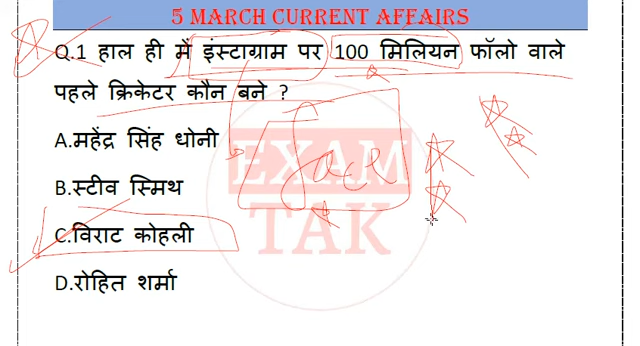 5 MARCH CURRENT AFFAIRS
Q.1 हाल ही में इंस्टाग्राम पर 100 मिलियन फॉलो वाले
पहले क्रिकेटर कौन बने ?
A.महेंद्र सिंह धोनी
B.स्टीव स्मिथ
C.विराट कोहली
D.रोहित शर्मा
EXAM
TAK